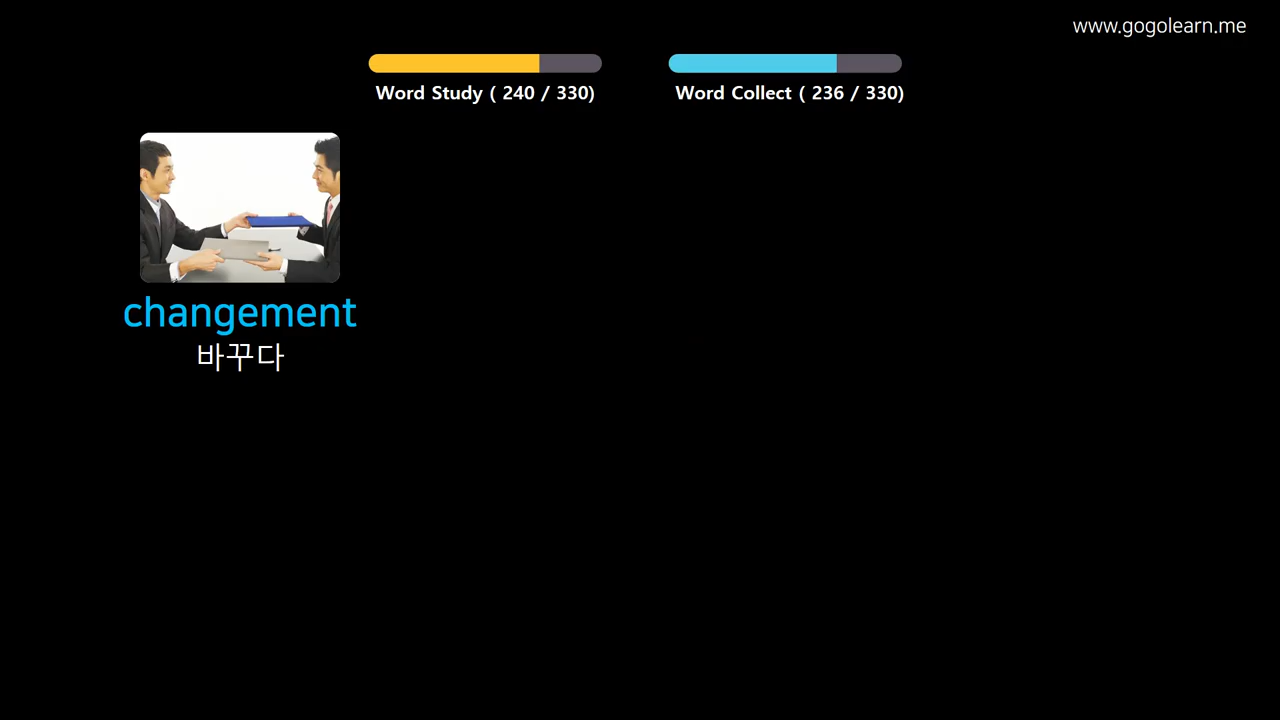 www.gogolearn.me
Word Study ( 240 / 330)
Word Collect ( 236 / 330)
changement
바꾸다